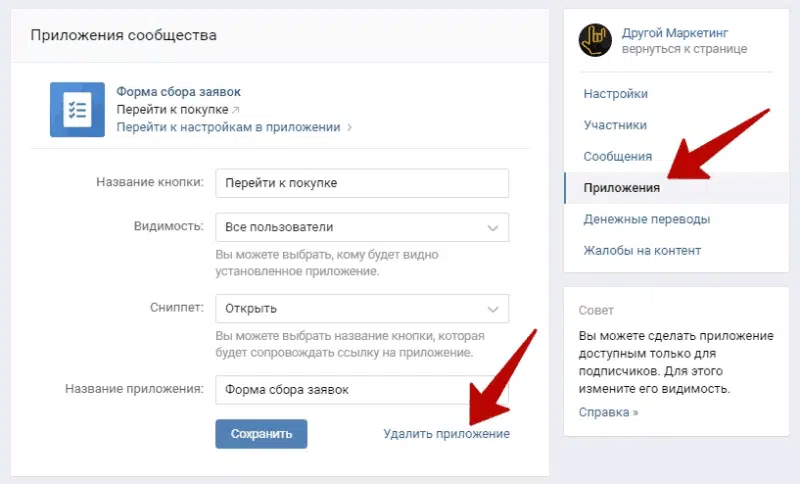 Приложения сообщества
Форма сбора заявок
Перейти к покупке
Перейти к настройкам в приложении
Название кнопки: Перейти к покупке
Видимость: Все пользователи
Вы можете выбрать, кому будет видно
установленное приложение.
Сниппет: Открыть
Вы можете выбрать название кнопки, которая
будет сопровождать ссылку на приложение.
Название приложения: Форма сбора заявок
Сохранить
Удалить приложение
Другой Маркетинг
вернуться к странице
Настройки
Участники
Сообщения
Приложения
Денежные переводы
Жалобы на контент
Совет
Вы можете сделать приложение
доступным только для
подписчиков. Для этого
измените его видимость.
Справка »